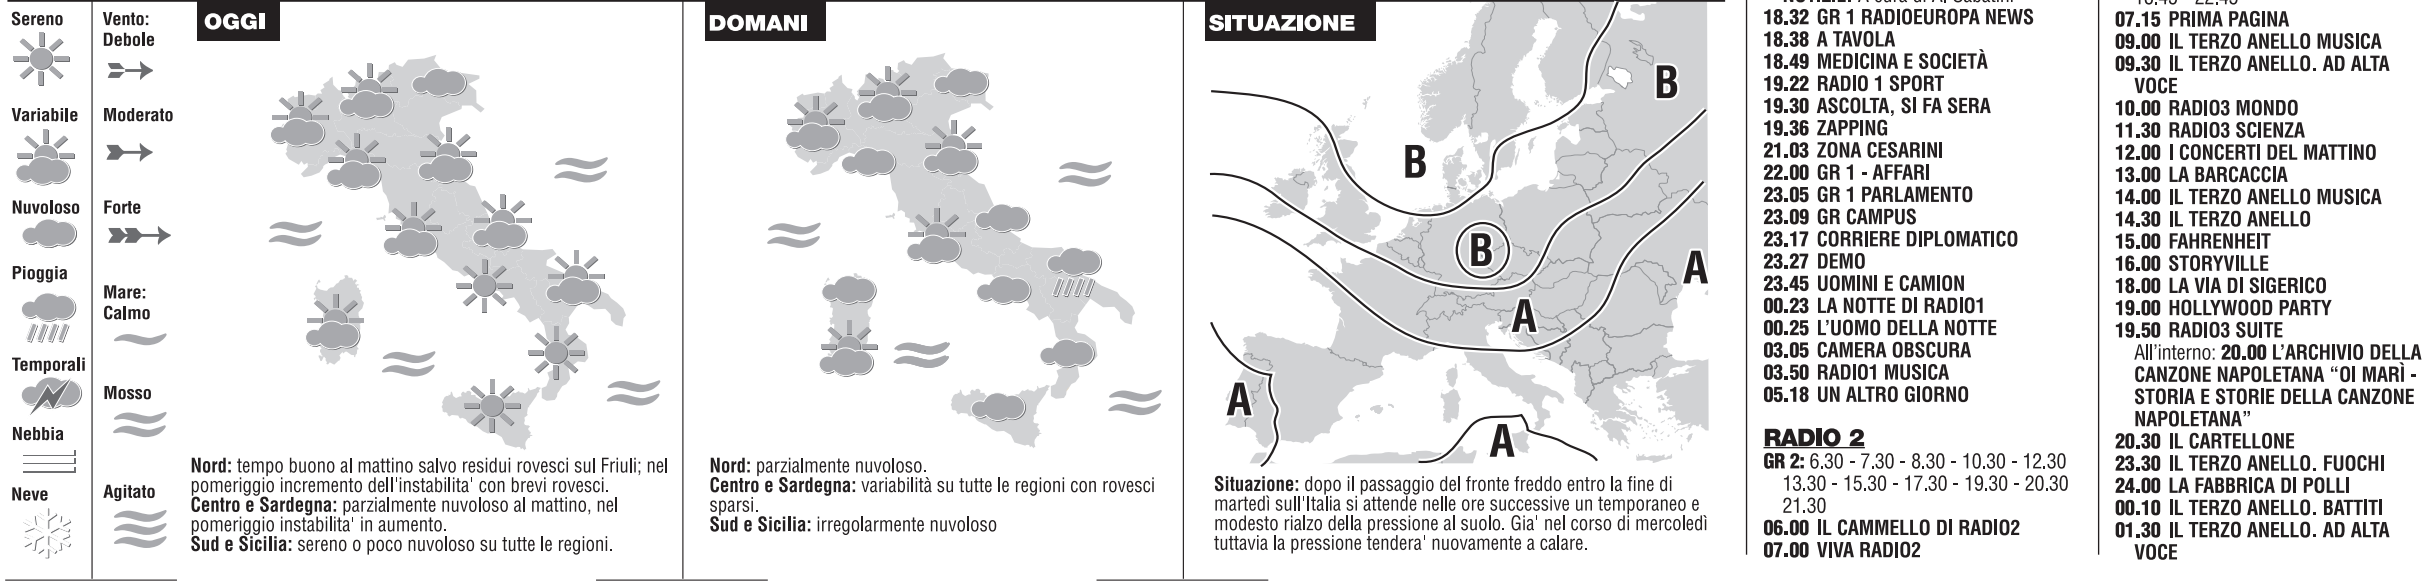 Sereno
Variabile
Nuvoloso
Pioggia
Temporali
Nebbia
Neve
Vento:
Debole
Moderato
Forte
Mare:
Calmo
Mosso
Agitato
OGGI
Nord: tempo buono al mattino salvo residui rovesci sul Friuli; nel
pomeriggio incremento dell'instabilita' con brevi rovesci.
Centro e Sardegna: parzialmente nuvoloso al mattino, nel
pomeriggio instabilita' in aumento.
Sud e Sicilia: sereno o poco nuvoloso su tutte le regioni.
DOMANI
Nord: parzialmente nuvoloso.
Centro e Sardegna: variabilità su tutte le regioni con rovesci
sparsi.
Sud e Sicilia: irregolarmente nuvoloso
SITUAZIONE
B
B
B
A
A
A
A
Situazione: dopo il passaggio del fronte freddo entro la fine di
martedì sull'Italia si attende nelle ore successive un temporaneo e
modesto rialzo della pressione al suolo. Gia' nel corso di mercoledì
tuttavia la pressione tendera' nuovamente a calare.
18.32 GR 1 RADIOEUROPA NEWS
18.38 A TAVOLA
18.49 MEDICINA E SOCIETÀ
19.22 RADIO 1 SPORT
19.30 ASCOLTA, SI FA SERA
19.36 ZAPPING
21.03 ZONA CESARINI
22.00 GR 1 - AFFARI
23.05 GR 1 PARLAMENTO
23.09 GR CAMPUS
23.17 CORRIERE DIPLOMATICO
23.27 DEMO
23.45 UOMINI E CAMION
00.23 LA NOTTE DI RADIO1
00.25 L'UOMO DELLA NOTTE
03.05 CAMERA OBSCURA
03.50 RADIO1 MUSICA
05.18 UN ALTRO GIORNO
RADIO 2
GR 2: 6.30 - 7.30 - 8.30 - 10.30 - 12.30
13.30 - 15.30 - 17.30 - 19.30 - 20.30
21.30
06.00 IL CAMMELLO DI RADIO2
07.00 VIVA RADIO2
07.15 PRIMA PAGINA
09.00 IL TERZO ANELLO MUSICA
09.30 IL TERZO ANELLO. AD ALTA
VOCE
10.00 RADIO3 MONDO
11.30 RADIO3 SCIENZA
12.00 I CONCERTI DEL MATTINO
13.00 LA BARCACCIA
14.00 IL TERZO ANELLO MUSICA
14.30 IL TERZO ANELLO
15.00 FAHRENHEIT
16.00 STORYVILLE
18.00 LA VIA DI SIGERICO
19.00 HOLLYWOOD PARTY
19.50 RADIO3 SUITE
All'interno: 20.00 L'ARCHIVIO DELLA
CANZONE NAPOLETANA “OI MARÌ -
STORIA E STORIE DELLA CANZONE
NAPOLETANA”
20.30 IL CARTELLONE
23.30 IL TERZO ANELLO. FUOCHI
24.00 LA FABBRICA DI POLLI
00.10 IL TERZO ANELLO. BATTITI
01.30 IL TERZO ANELLO. AD ALTA
VOCE